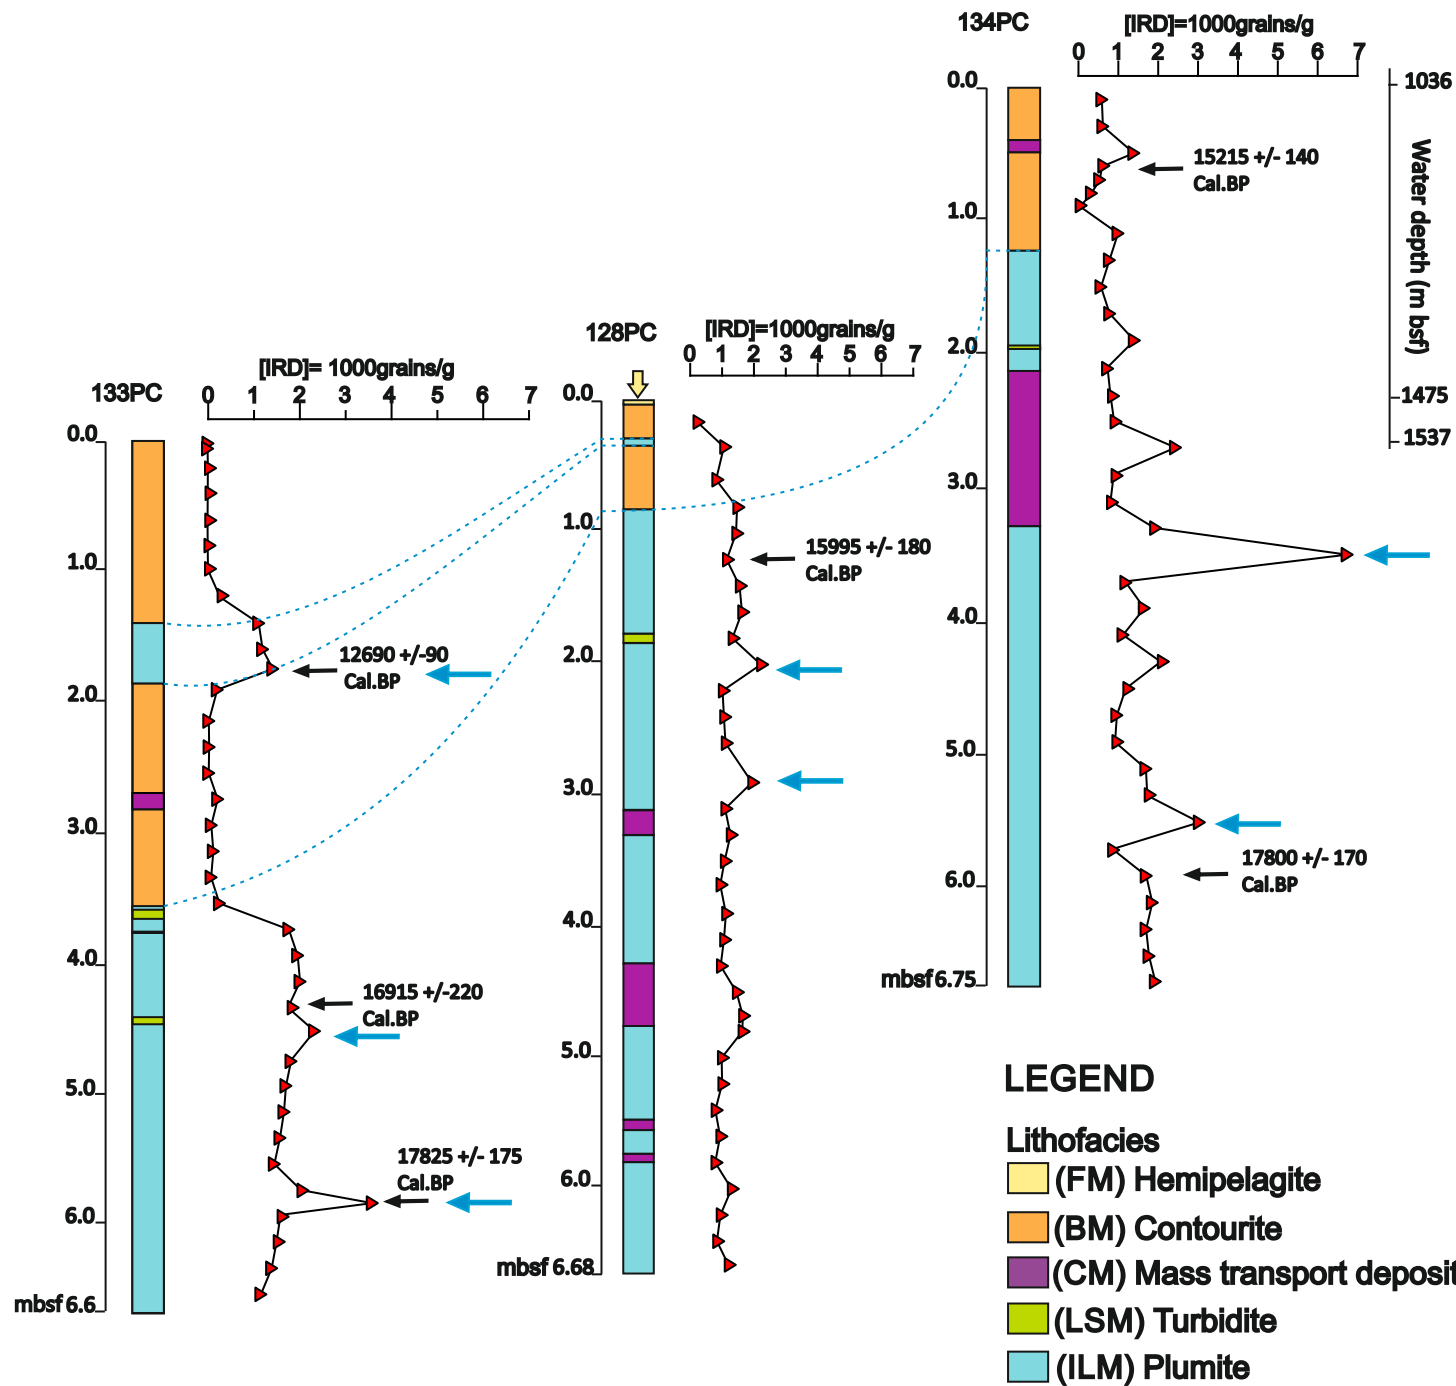 133PC
[IRD]= 1000grains/g
0 1 2 3 4 5 6 7
0.0
1.0
2.0
3.0
4.0
5.0
6.0
mbsf 6.6
12690 +/-90
Cal.BP
16915 +/-220
Cal.BP
17825 +/- 175
Cal.BP
128PC
[IRD]=1000grains/g
0 1 2 3 4 5 6 7
0.0
1.0
2.0
3.0
4.0
5.0
6.0
mbsf 6.68
15995 +/- 180
Cal.BP
134PC
[IRD]=1000grains/g
0 1 2 3 4 5 6 7
0.0
1.0
2.0
3.0
4.0
5.0
6.0
mbsf 6.75
15215 +/- 140
Cal.BP
17800 +/- 170
Cal.BP
1036
1475
1537
Water depth (m bsf)
LEGEND
Lithofacies
(FM) Hemipelagite
(BM) Contourite
(CM) Mass transport deposit
(LSM) Turbidite
(ILM) Plumite